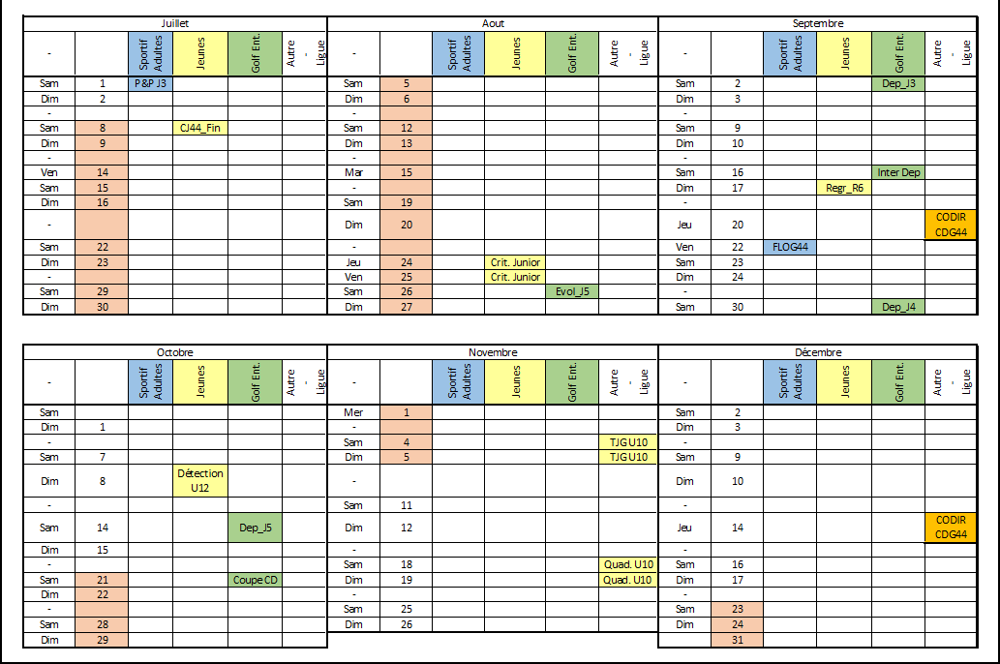 Juillet Aout Septembre
- Sportif Adultes Jeunes Golf Ent. Autre - Ligue - Sportif Adultes Jeunes Golf Ent. Autre - Ligue - Sportif Adultes Jeunes Golf Ent. Autre - Ligue
Sam 1 P&P J3 Sam 5 Sam 2 Dep_J3
Dim 2 Dim 6 Dim 3
- - -
Sam 8 CJ44_Fin Sam 12 Sam 9
Dim 9 Dim 13 Dim 10
- - -
Ven 14 Mar 15 Sam 16 Inter Dep
Sam 15 - Dim 17 Regr_R6
Dim 16 Sam 19 -
- Dim 20 Jeu 20 CODIR CDG44
Sam 22 - Ven 22 FLOG44
Dim 23 Jeu 24 Crit. Junior Sam 23
- Ven 25 Crit. Junior Dim 24
Sam 29 Sam 26 Evol_J5 -
Dim 30 Dim 27 Sam 30 Dep_J4
Octobre Novembre Décembre
- Sportif Adultes Jeunes Golf Ent. Autre - Ligue - Sportif Adultes Jeunes Golf Ent. Autre - Ligue - Sportif Adultes Jeunes Golf Ent. Autre - Ligue
Sam Mer 1 Sam 2
Dim 1 - Dim 3
- Sam 4 TJG U10 -
Sam 7 Dim 5 TJG U10 Sam 9
Dim 8 Détection U12 - Dim 10
- Sam 11 -
Sam 14 Dep_J5 Dim 12 Jeu 14 CODIR CDG44
Dim 15 - -
- Sam 18 Quad. U10 Sam 16
Sam 21 Coupe CD Dim 19 Quad. U10 Dim 17
Dim 22 - -
- Sam 25 Sam 23
Sam 28 Dim 26 Dim 24
Dim 29 31